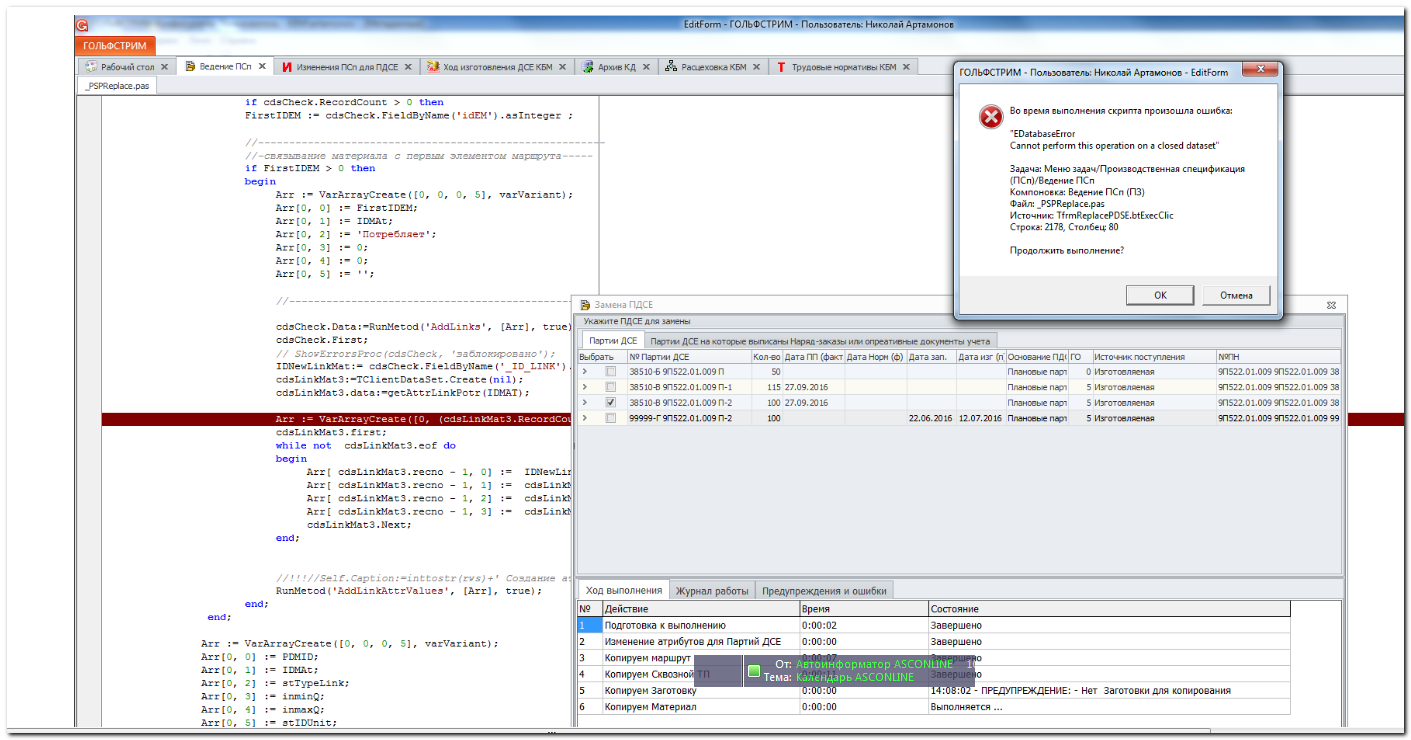 EditForm - ГОЛЬФСТРИМ - Пользователь: Николай Артамонов
ГОЛЬФСТРИМ
Рабочий стол
Ведение ПСп
Изменения ПСп для ПДСЕ
Ход изготовления ДСЕ КБМ
Архив КД
Расцеховка КБМ
Трудовые нормативы КБМ
_PSPReplace.pas
if cdsCheck.RecordCount > 0 then
FirstIDEM := cdsCheck.FieldByName('idEM').asInteger ;
//-------------------------------------------------------
//-связывание материала с первым элементом маршрута-----
if FirstIDEM > 0 then
begin
Arr := VarArrayCreate([0, 0, 0, 5], varVariant);
Arr[0, 0] := FirstIDEM;
Arr[0, 1] := IDMAt;
Arr[0, 2] := 'Потребляет';
Arr[0, 3] := 0;
Arr[0, 4] := 0;
Arr[0, 5] := '';
//------------------------------------------------
cdsCheck.Data:=RunMetod('AddLinks', [Arr], true)
cdsCheck.First;
// ShowErrorsProc(cdsCheck, 'заблокировано');
IDNewLinkMat:= cdsCheck.FieldByName('_ID_LINK').
cdsLinkMat3:=TClientDataSet.Create(nil);
cdsLinkMat3.data:=getAttrLinkPotr(IDMAT);
Arr := VarArrayCreate([0, (cdsLinkMat3.RecordCou
cdsLinkMat3.first;
while not cdsLinkMat3.eof do
begin
Arr[ cdsLinkMat3.recno - 1, 0] := IDNewLin
Arr[ cdsLinkMat3.recno - 1, 1] := cdsLinkM
Arr[ cdsLinkMat3.recno - 1, 2] := cdsLinkM
Arr[ cdsLinkMat3.recno - 1, 3] := cdsLinkM
cdsLinkMat3.Next;
end;
//!!!//Self.Caption:=inttostr(rws)+' Создание ат
RunMetod('AddLinkAttrValues', [Arr], true);
end;
end;
Arr := VarArrayCreate([0, 0, 0, 5], varVariant);
Arr[0, 0] := PDMID;
Arr[0, 1] := IDMAt;
Arr[0, 2] := stTypeLink;
Arr[0, 3] := inminQ;
Arr[0, 4] := inmaxQ;
Arr[0, 5] := stIDUnit;
ГОЛЬФСТРИМ - Пользователь: Николай Артамонов - EditForm
Во время выполнения скрипта произошла ошибка:
"EDatabaseError
Cannot perform this operation on a closed dataset"
Задача: Меню задач/Производственная спецификация
(ПСп)/Ведение ПСп
Компоновка: Ведение ПСп (ПЗ)
Файл: _PSPReplace.pas
Источник: TfrmReplacePDSE.btExecClic
Строка: 2178, Столбец: 80
Продолжить выполнение?
OK Отмена
Замена ПДСЕ
Укажите ПДСЕ для замены
Партии ДСЕ Партии ДСЕ на которые выписаны Наряд-заказы или опреативные документы учета
Выбрать № Партии ДСЕ Кол-во Дата ПП (факт Дата Норм (ф) Дата зап. Дата изг (п) Основание ПДС ГО Источник поступления №ПН
38510-В 9П522.01.009 П 50 Плановые парт 0 Изготовляемая 9П522.01.009 9П522.01.009 38
38510-В 9П522.01.009 П-1 115 27.09.2016 Плановые парт 5 Изготовляемая 9П522.01.009 9П522.01.009 38
38510-В 9П522.01.009 П-2 100 27.09.2016 Плановые парт 5 Изготовляемая 9П522.01.009 9П522.01.009 38
99999-Г 9П522.01.009 П-2 100 22.06.2016 12.07.2016 Плановые парт 5 Изготовляемая 9П522.01.009 9П522.01.009 99
Ход выполнения Журнал работы Предупреждения и ошибки
№ Действие Время Состояние
1 Подготовка к выполнению 0:00:02 Завершено
2 Изменение атрибутов для Партий ДСЕ 0:00:00 Завершено
3 Копируем маршрут 0:00:07 Завершено
4 Копируем Сквозной ТП 0:00:11 Завершено
5 Копируем Заготовку 0:00:00 14:08:02 - ПРЕДУПРЕЖДЕНИЕ: - Нет Заготовки для копирования
6 Копируем Материал 0:00:00 Выполняется ...
От: Автоинформатор ASCONLINE
Тема: Календарь ASCONLINE